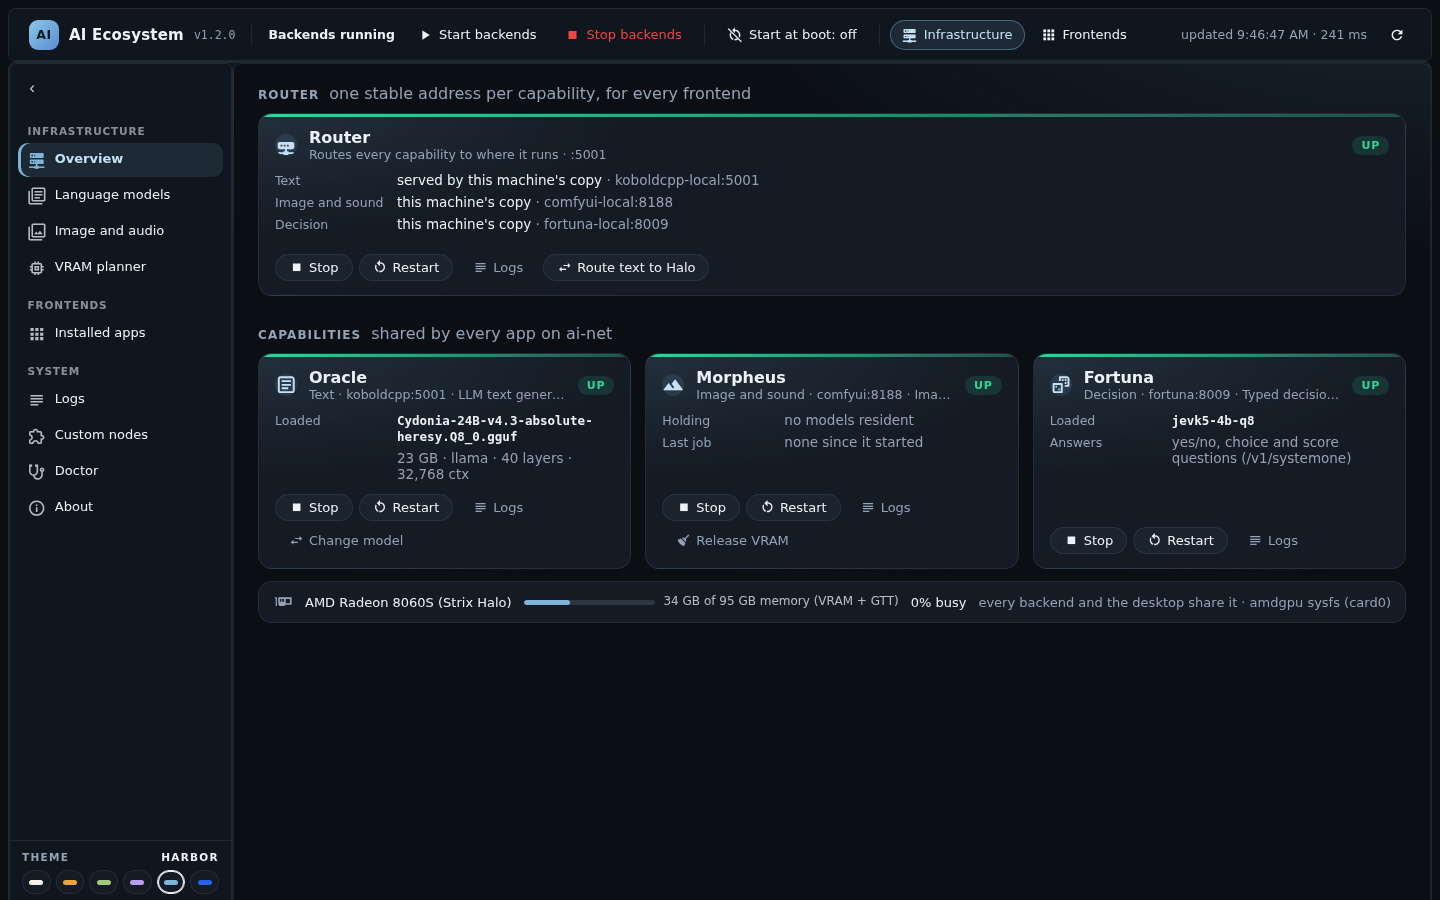 AI
AI Ecosystem v1.2.0
Backends running
Start backends
Stop backends
Start at boot: off
Infrastructure
Frontends
updated 9:46:47 AM · 241 ms
‹
INFRASTRUCTURE
Overview
Language models
Image and audio
VRAM planner
FRONTENDS
Installed apps
SYSTEM
Logs
Custom nodes
Doctor
About
THEME HARBOR
ROUTER one stable address per capability, for every frontend
Router
UP
Routes every capability to where it runs · :5001
Text served by this machine's copy · koboldcpp-local:5001
Image and sound this machine's copy · comfyui-local:8188
Decision this machine's copy · fortuna-local:8009
Stop Restart Logs Route text to Halo
CAPABILITIES shared by every app on ai-net
Oracle
UP
Text · koboldcpp:5001 · LLM text gener…
Loaded Cydonia-24B-v4.3-absolute-
heresy.Q8_0.gguf
23 GB · llama · 40 layers ·
32,768 ctx
Stop Restart Logs
Change model
Morpheus
UP
Image and sound · comfyui:8188 · Ima…
Holding no models resident
Last job none since it started
Stop Restart Logs
Release VRAM
Fortuna
UP
Decision · fortuna:8009 · Typed decisio…
Loaded jevk5-4b-q8
Answers yes/no, choice and score
questions (/v1/systemone)
Stop Restart Logs
AMD Radeon 8060S (Strix Halo) 34 GB of 95 GB memory (VRAM + GTT) 0% busy every backend and the desktop share it · amdgpu sysfs (card0)